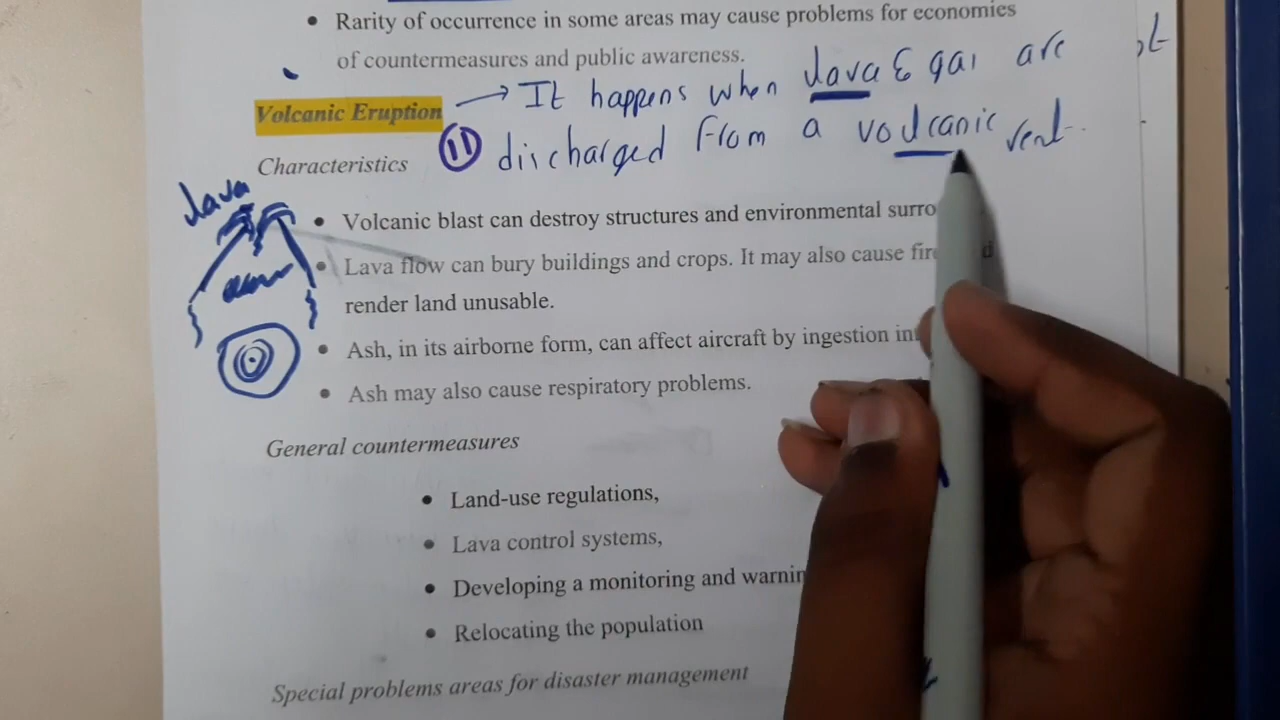 • Rarity of occurrence in some areas may cause problems for economies
of countermeasures and public awareness.
Volcanic Eruption → It happens when Lava & gas are
11 discharged from a volcanic vent.
Characteristics
Lava
• Volcanic blast can destroy structures and environmental surro
• Lava flow can bury buildings and crops. It may also cause fire
render land unusable.
• Ash, in its airborne form, can affect aircraft by ingestion
• Ash may also cause respiratory problems.
General countermeasures
• Land-use regulations,
• Lava control systems,
• Developing a monitoring and warnin
• Relocating the population
Special problems areas for disaster management